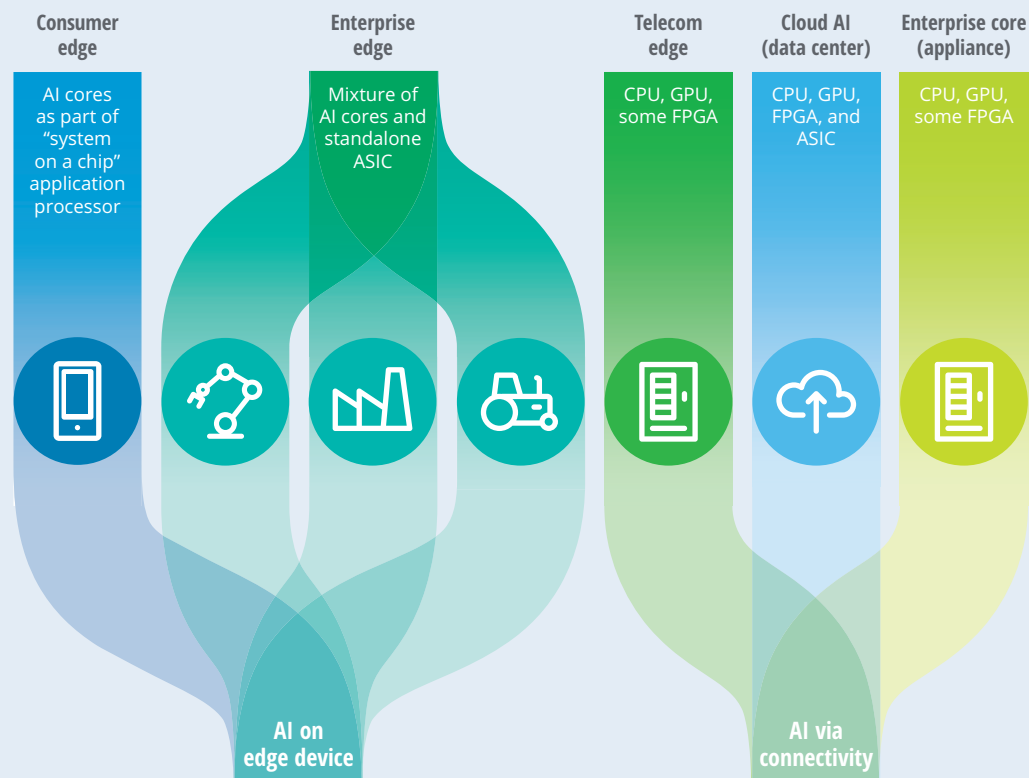 Consumer
edge
Enterprise
edge
Telecom
edge
Cloud AI
(data center)
Enterprise core
(appliance)
AI cores
as part of
“system
on a chip”
application
processor
Mixture of
AI cores and
standalone
ASIC
CPU, GPU,
some FPGA
CPU, GPU,
FPGA, and
ASIC
CPU, GPU,
some FPGA
AI on
edge device
AI via
connectivity